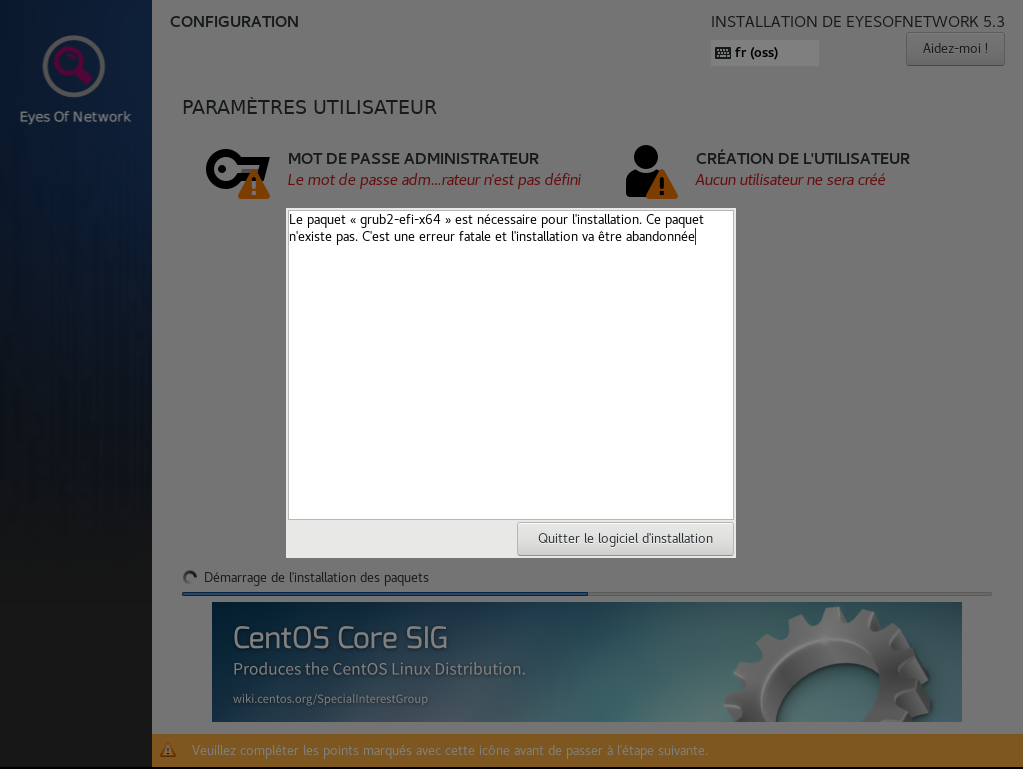 CONFIGURATION
INSTALLATION DE EYESOFNETWORK 5.3
fr (oss)
Aidez-moi !
Eyes Of Network
PARAMÈTRES UTILISATEUR
MOT DE PASSE ADMINISTRATEUR
Le mot de passe adm...rateur n'est pas défini
CRÉATION DE L'UTILISATEUR
Aucun utilisateur ne sera créé
Le paquet « grub2-efi-x64 » est nécessaire pour l'installation. Ce paquet
n'existe pas. C'est une erreur fatale et l'installation va être abandonnée
Quitter le logiciel d'installation
Démarrage de l'installation des paquets
CentOS Core SIG
Produces the CentOS Linux Distribution.
wiki.centos.org/SpecialInterestGroup
Veuillez compléter les points marqués avec cette icône avant de passer à l'étape suivante.